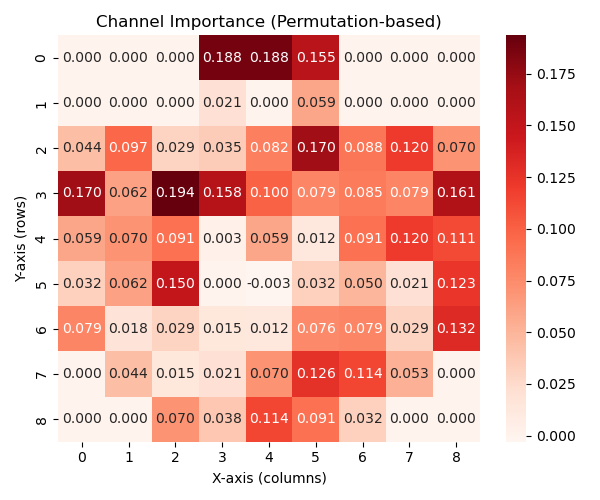 Channel Importance (Permutation-based)
0 0.000 0.000 0.000 0.188 0.188 0.155 0.000 0.000 0.000
1 0.000 0.000 0.000 0.021 0.000 0.059 0.000 0.000 0.000
2 0.044 0.097 0.029 0.035 0.082 0.170 0.088 0.120 0.070
3 0.170 0.062 0.194 0.158 0.100 0.079 0.085 0.079 0.161
4 0.059 0.070 0.091 0.003 0.059 0.012 0.091 0.120 0.111
5 0.032 0.062 0.150 0.000 -0.003 0.032 0.050 0.021 0.123
6 0.079 0.018 0.029 0.015 0.012 0.076 0.079 0.029 0.132
7 0.000 0.044 0.015 0.021 0.070 0.126 0.114 0.053 0.000
8 0.000 0.000 0.070 0.038 0.114 0.091 0.032 0.000 0.000
0 1 2 3 4 5 6 7 8
X-axis (columns)
Y-axis (rows)
0.175
0.150
0.125
0.100
0.075
0.050
0.025
0.000